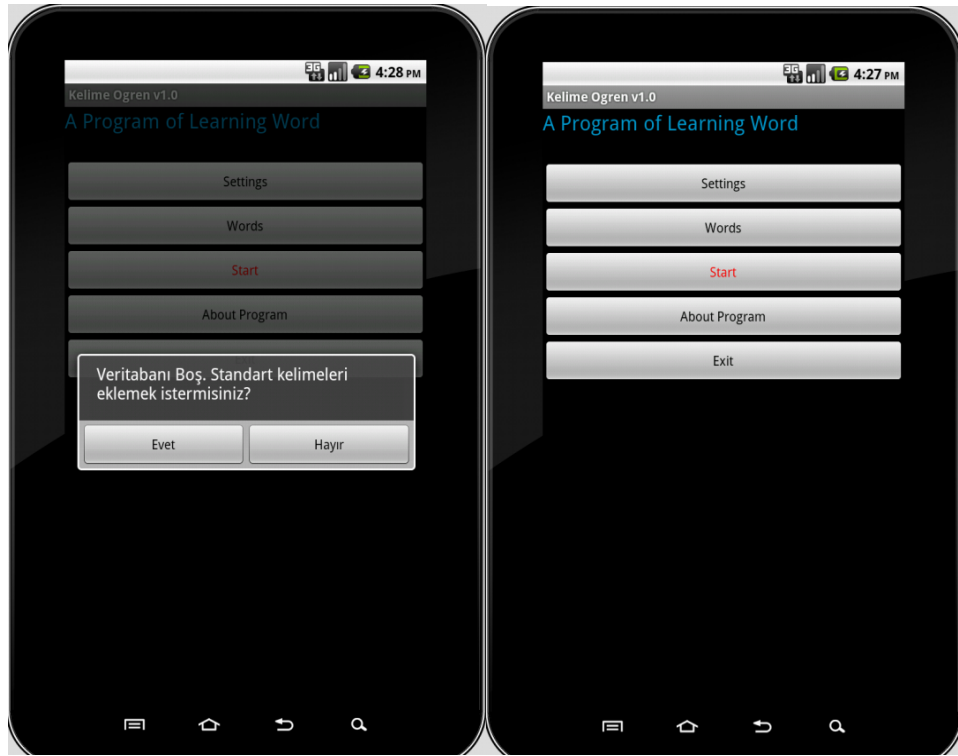 3G 4:28 PM
Kelime Ogren v1.0
A Program of Learning Word
Settings
Words
Start
About Program
Veritabanı Boş. Standart kelimeleri
eklemek istermisiniz?
Evet
Hayır
3G 4:27 PM
Kelime Ogren v1.0
A Program of Learning Word
Settings
Words
Start
About Program
Exit